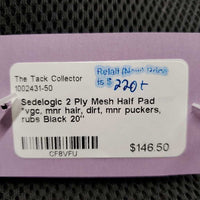 The Tack Collector
1002431-50
Retail (New) Price
is $220+
Sedelogic 2 Ply Mesh Half Pad
"vgc, mnr hair, dirt, mnr puckers,
rubs Black 20"
CF8VFU
$146.50